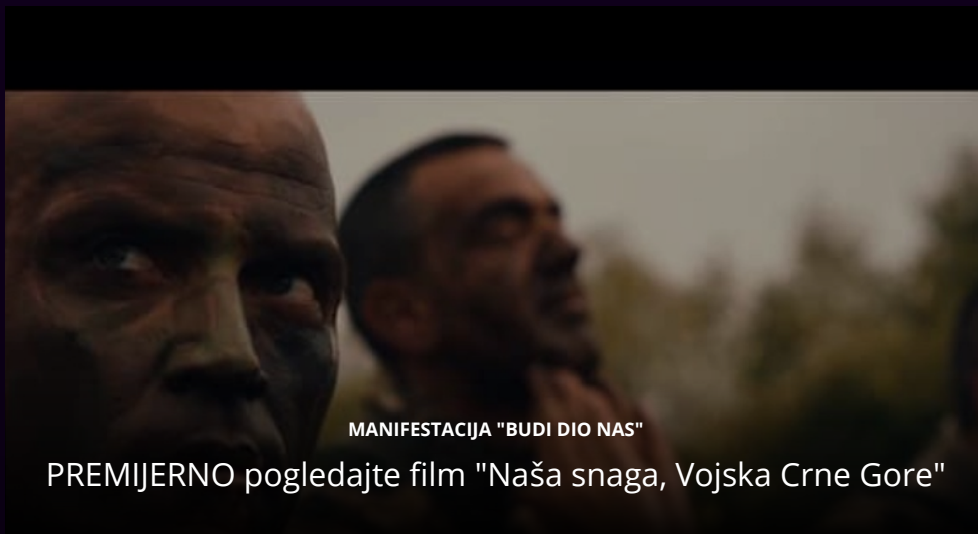 MANIFESTACIJA "BUDI DIO NAS"
PREMIJERNO pogledajte film "Naša snaga, Vojska Crne Gore"